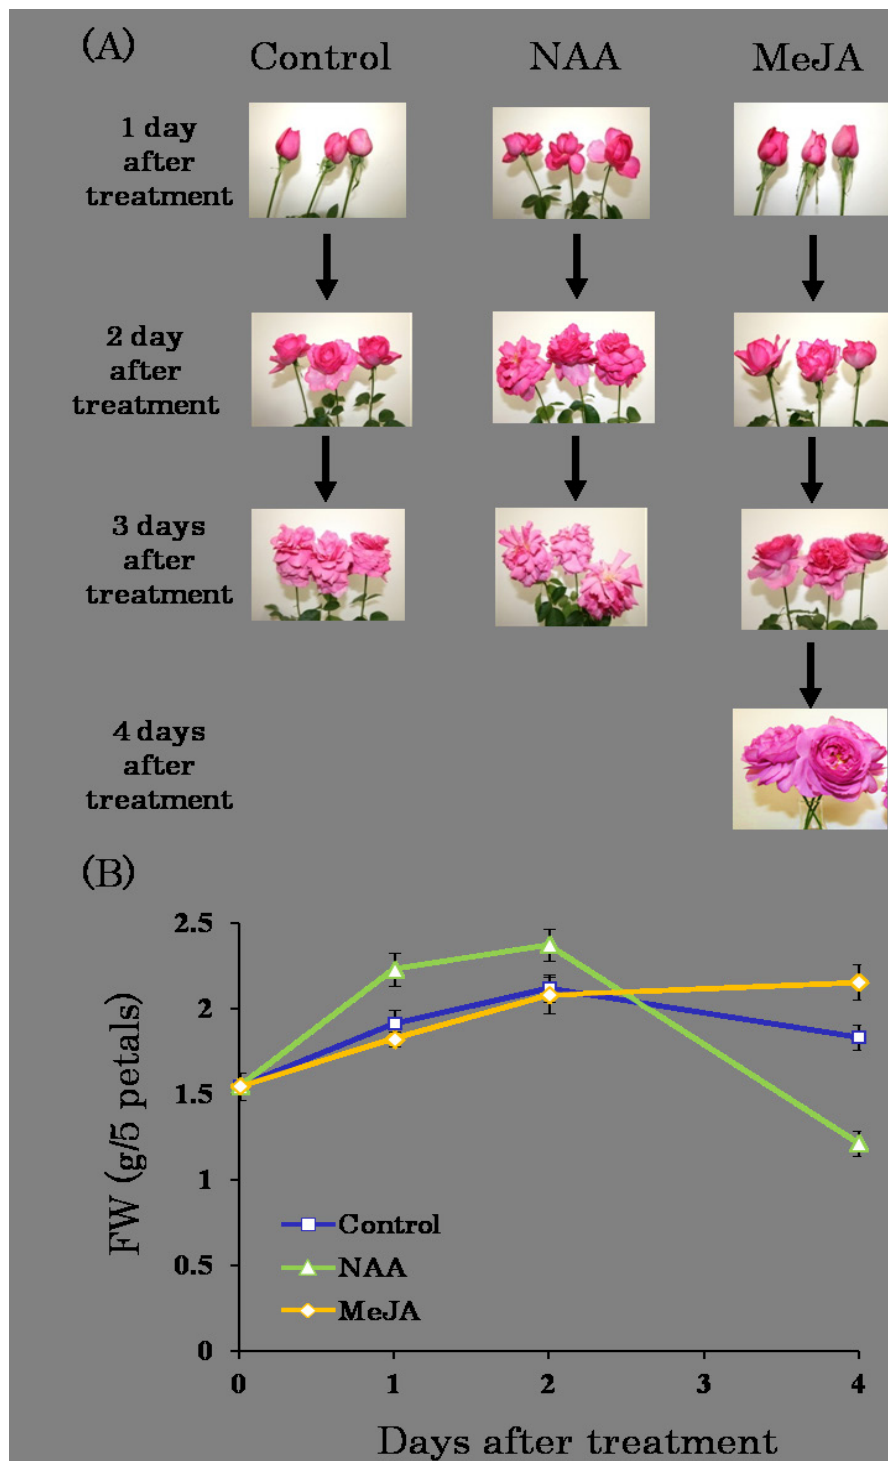 (A)
Control NAA MeJA
1 day
after
treatment
2 day
after
treatment
3 days
after
treatment
4 days
after
treatment
(B)
2.5
2
1.5
1
0.5
0
FW (g/5 petals)
Control
NAA
MeJA
0 1 2 3 4
Days after treatment